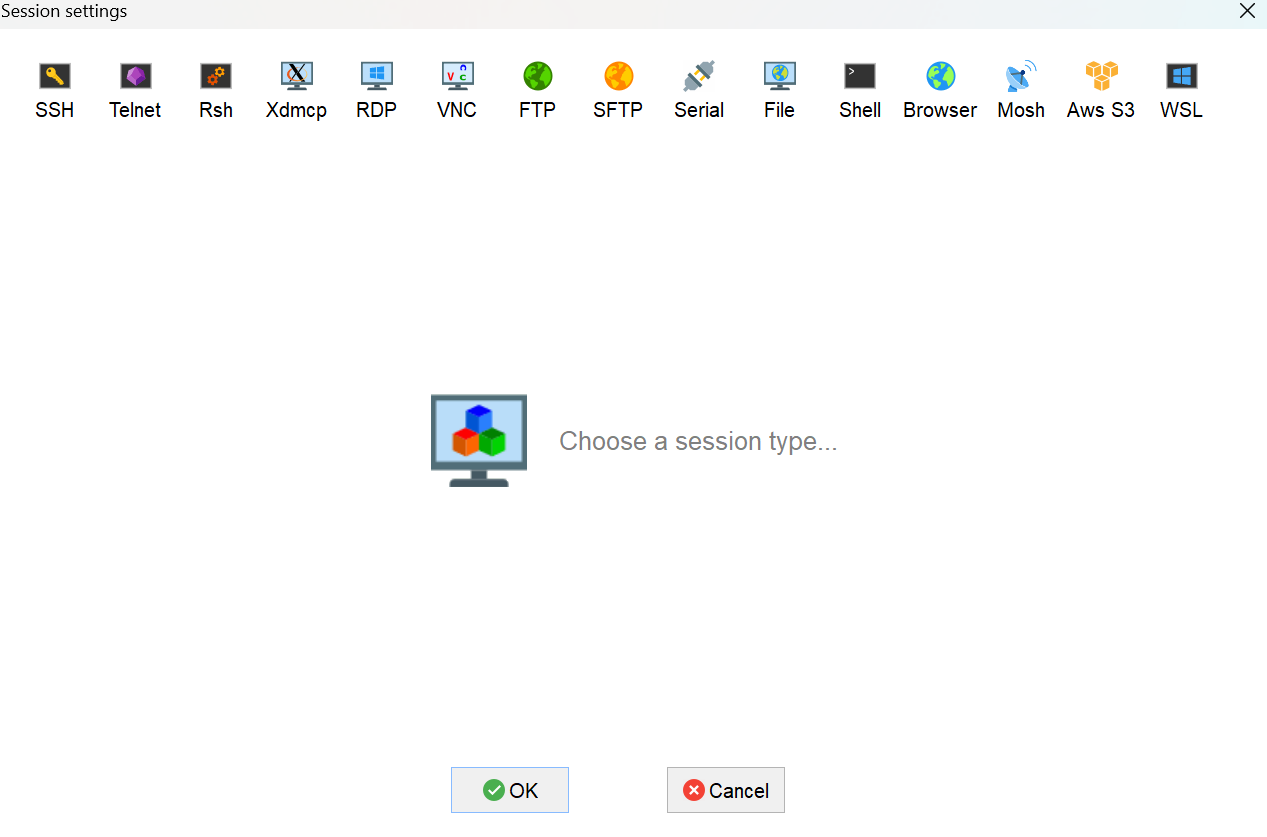 Session settings
SSH Telnet Rsh Xdmcp RDP VNC FTP SFTP Serial File Shell Browser Mosh Aws S3 WSL
Choose a session type...
OK Cancel